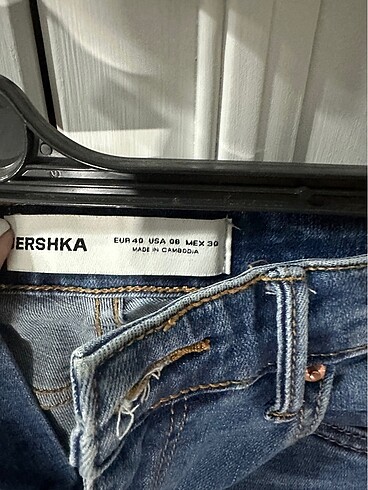 ERSHKA
EUR 40 USA 08 MEX 30
MADE IN CAMBODIA